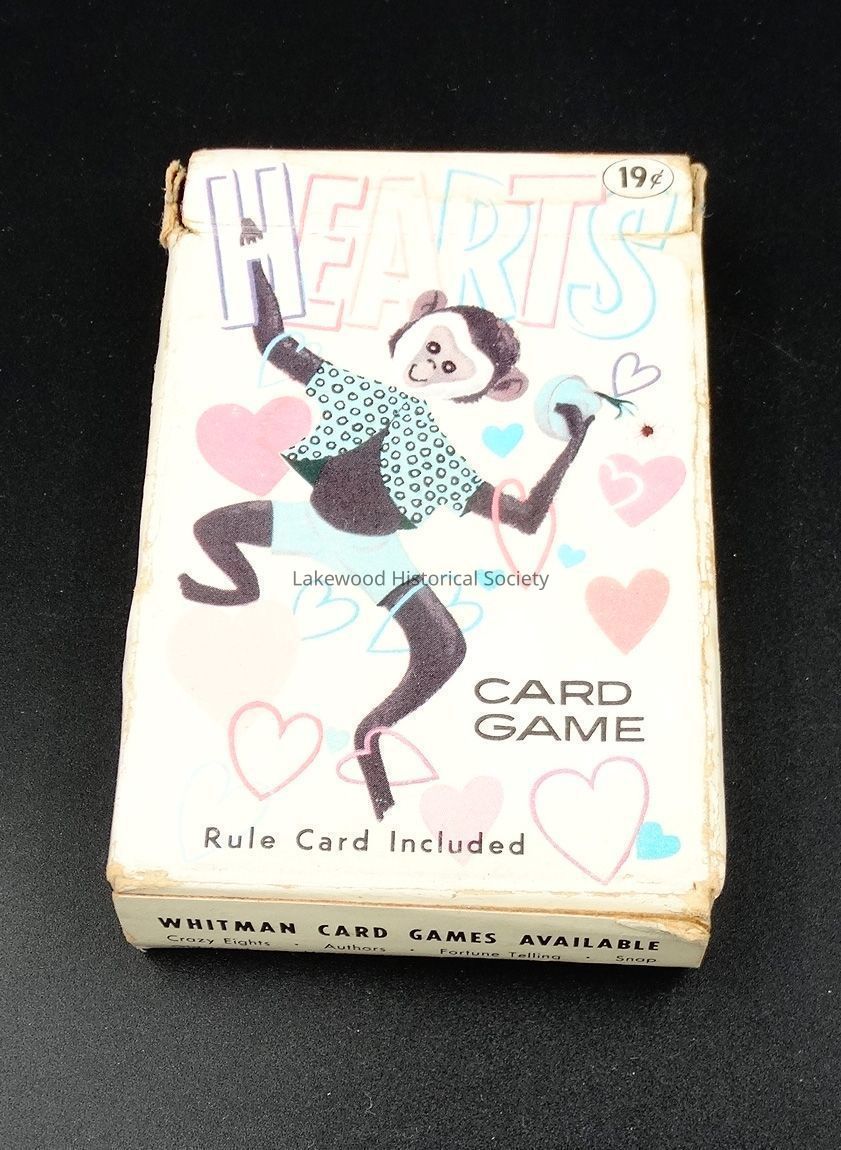 HEARTS
19¢
Lakewood Historical Society
CARD
GAME
Rule Card Included
WHITMAN CARD GAMES AVAILABLE
Crazy Eights · Authors · Fortune Telling · Snap